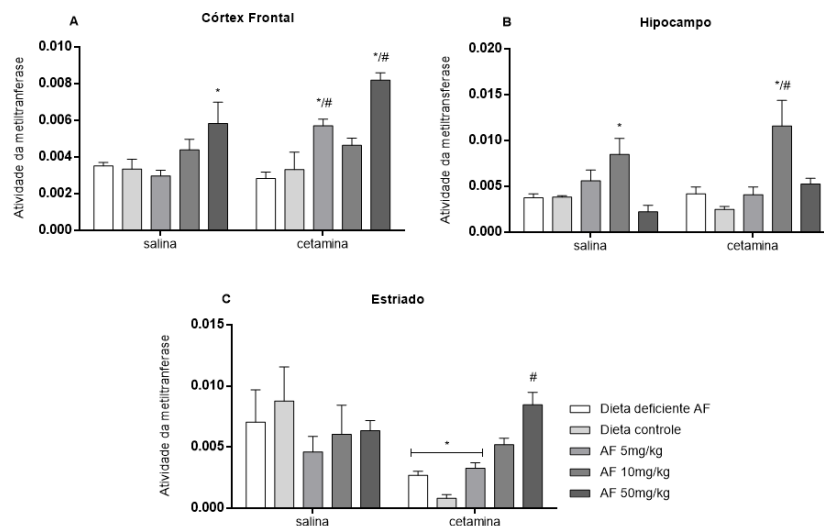 A
Córtex Frontal
Atividade da metiltranferase
0.010
0.008
0.006
0.004
0.002
0.000
*
*/#
*/#
salina
cetamina
B
Hipocampo
Atividade da metiltransferase
0.020
0.015
0.010
0.005
0.000
*
*/#
salina
cetamina
C
Estriado
Atividade da metiltranferase
0.015
0.010
0.005
0.000
*
#
salina
cetamina
Dieta deficiente AF
Dieta controle
AF 5mg/kg
AF 10mg/kg
AF 50mg/kg